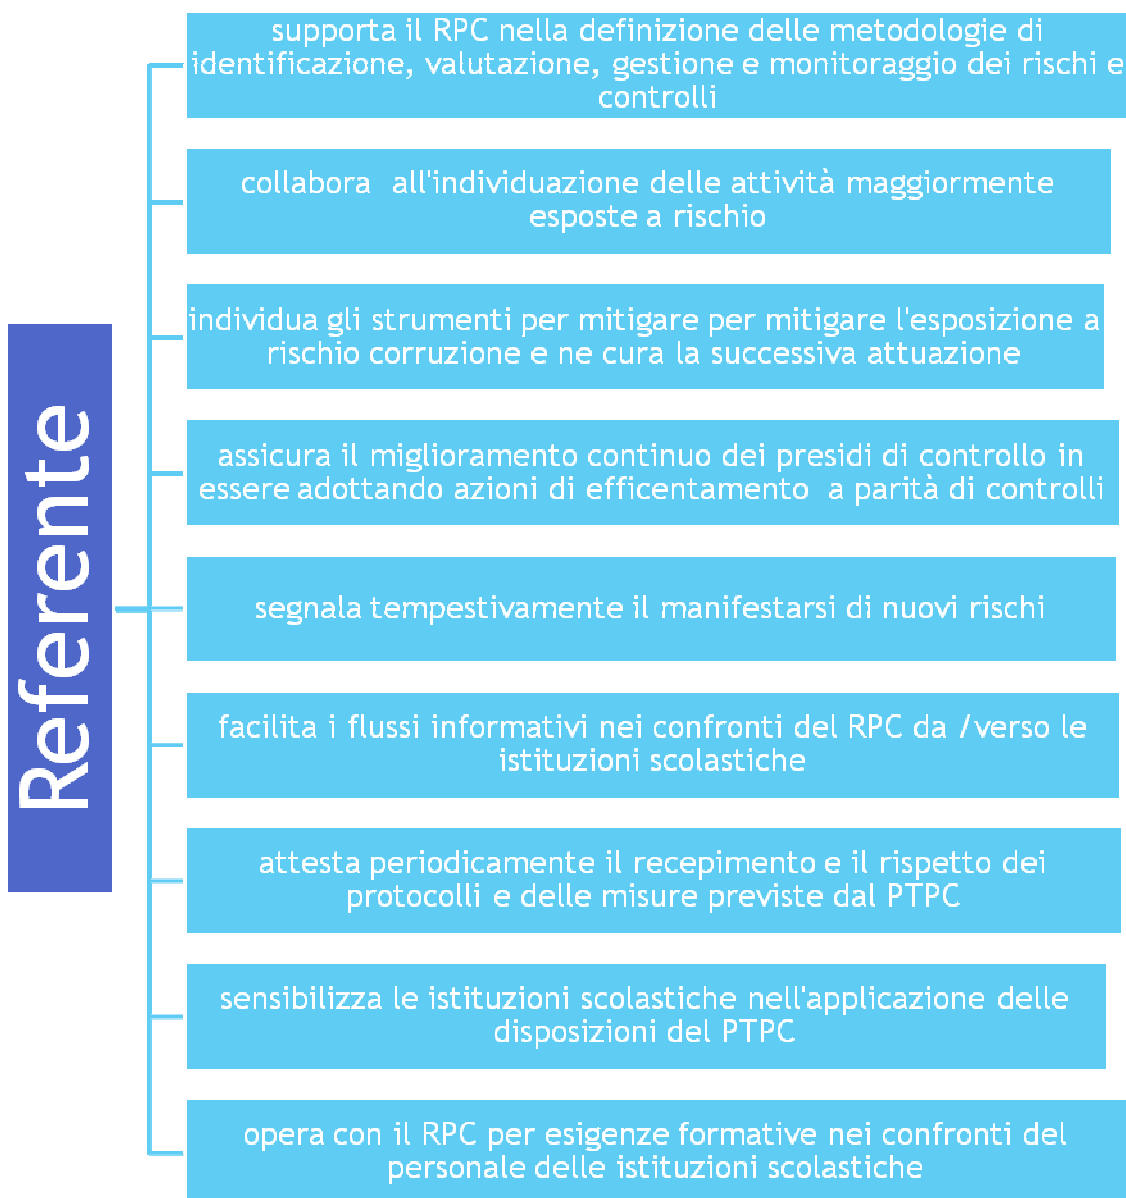 Referente
supporta il RPC nella definizione delle metodologie di
identificazione, valutazione, gestione e monitoraggio dei rischi e
controlli
collabora  all'individuazione delle attività maggiormente
esposte a rischio
individua gli strumenti per mitigare per mitigare l'esposizione a
rischio corruzione e ne cura la successiva attuazione
assicura il miglioramento continuo dei presidi di controllo in
essere adottando azioni di efficentamento  a parità di controlli
segnala tempestivamente il manifestarsi di nuovi rischi
facilita i flussi informativi nei confronti del RPC da /verso le
istituzioni scolastiche
attesta periodicamente il recepimento e il rispetto dei
protocolli e delle misure previste dal PTPC
sensibilizza le istituzioni scolastiche nell'applicazione delle
disposizioni del PTPC
opera con il RPC per esigenze formative nei confronti del
personale delle istituzioni scolastiche